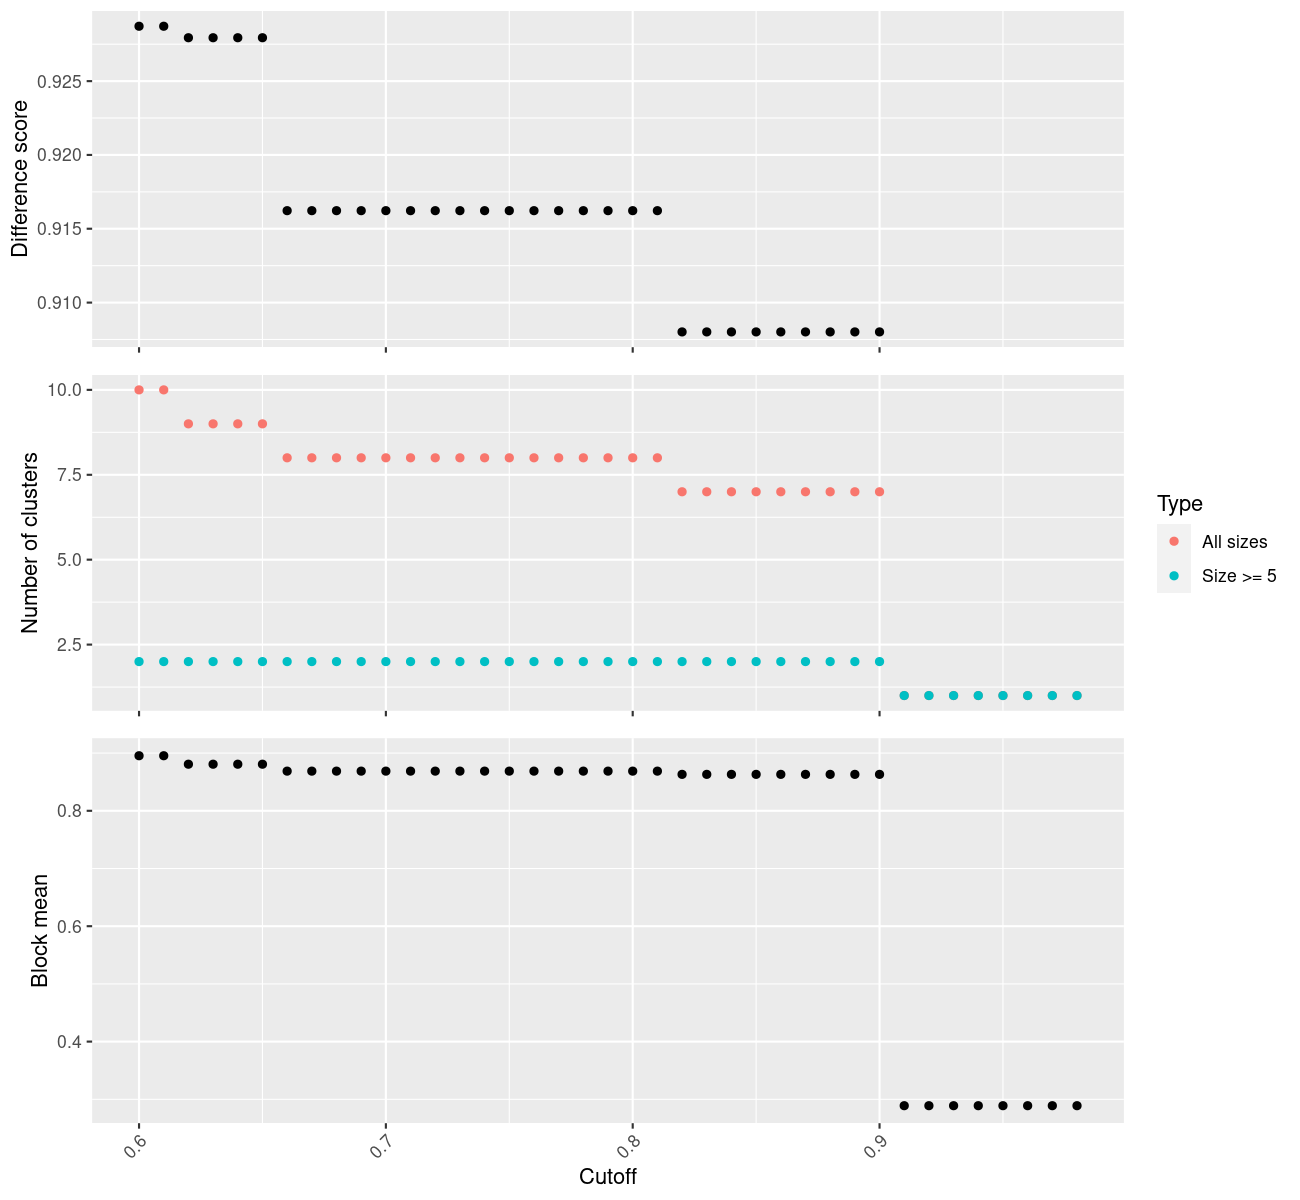 Difference score
0.925
0.920
0.915
0.910
Number of clusters
10.0
7.5
5.0
2.5
Type
All sizes
Size >= 5
Block mean
0.8
0.6
0.4
0.6
0.7
0.8
0.9
Cutoff